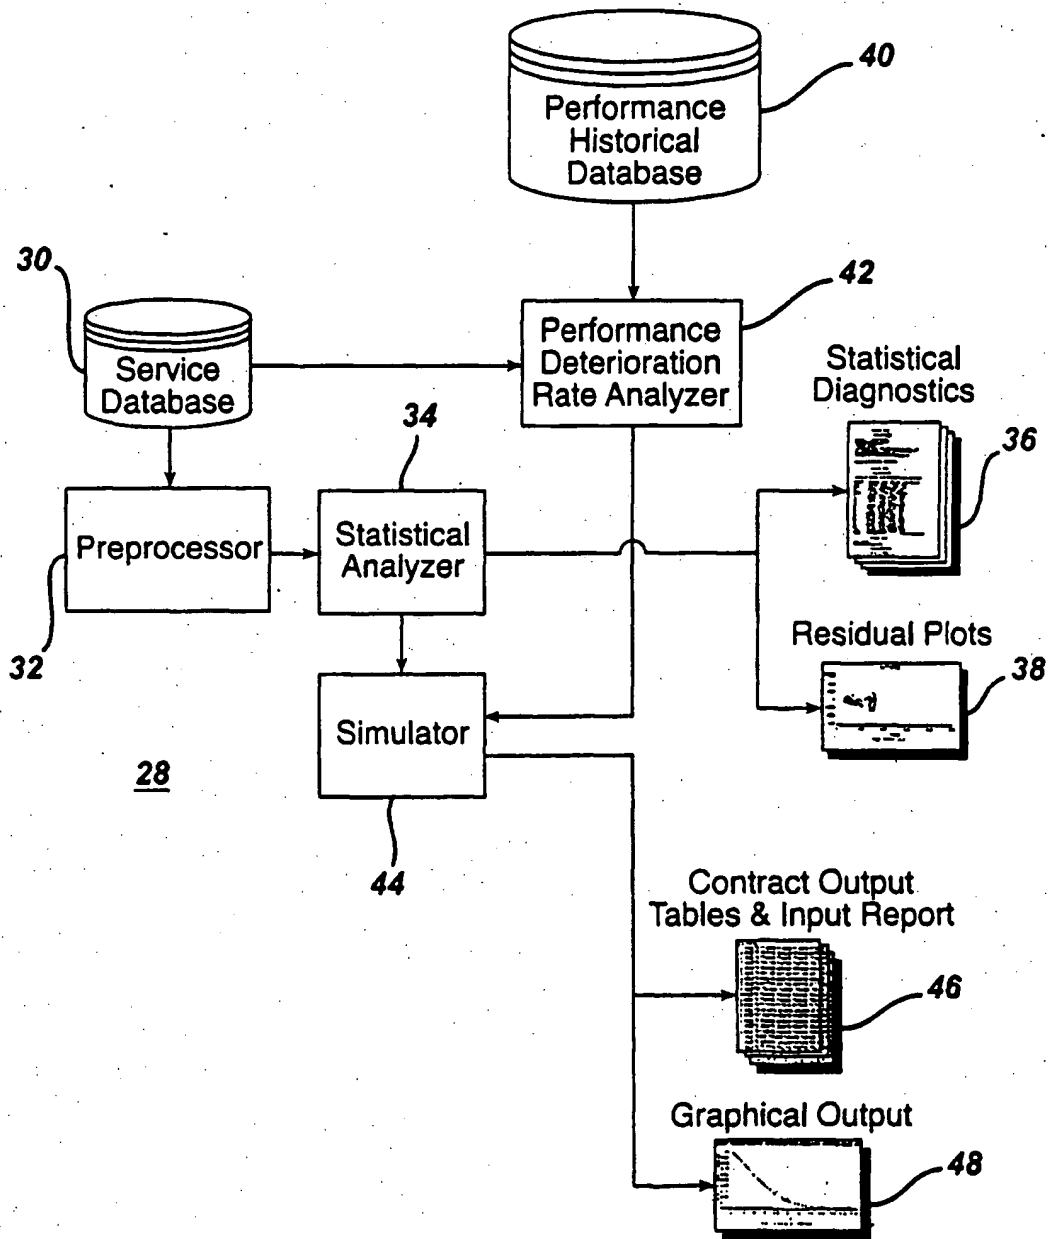 40
Performance
Historical
Database
30
42
Service
Database
Performance
Deterioration
Rate Analyzer
Statistical
Diagnostics
34
36
Preprocessor
Statistical
Analyzer
32
Residual Plots
38
Simulator
28
44
Contract Output
Tables & Input Report
46
Graphical Output
48